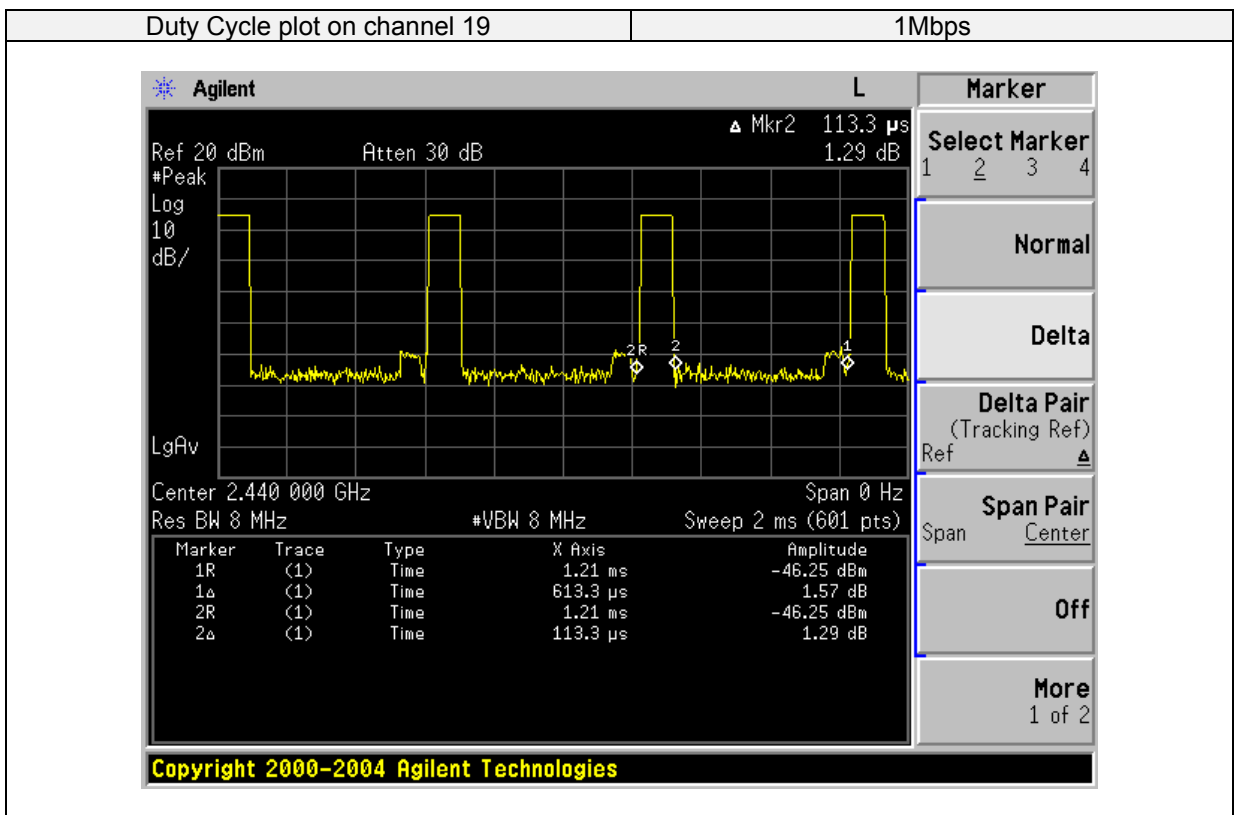 Duty Cycle plot on channel 19 1Mbps
Agilent L Marker
Δ Mkr2 113.3 µs
Ref 20 dBm Atten 30 dB 1.29 dB
#Peak
Log
10
dB/
2R 2 1
LgAv
Center 2.440 000 GHz Span 0 Hz
Res BW 8 MHz #VBW 8 MHz Sweep 2 ms (601 pts)
Marker Trace Type X Axis Amplitude
1R (1) Time 1.21 ms -46.25 dBm
1Δ (1) Time 613.3 µs 1.57 dB
2R (1) Time 1.21 ms -46.25 dBm
2Δ (1) Time 113.3 µs 1.29 dB
Select Marker
1 2 3 4
Normal
Delta
Delta Pair
(Tracking Ref)
Ref Δ
Span Pair
Span Center
Off
More
1 of 2
Copyright 2000-2004 Agilent Technologies